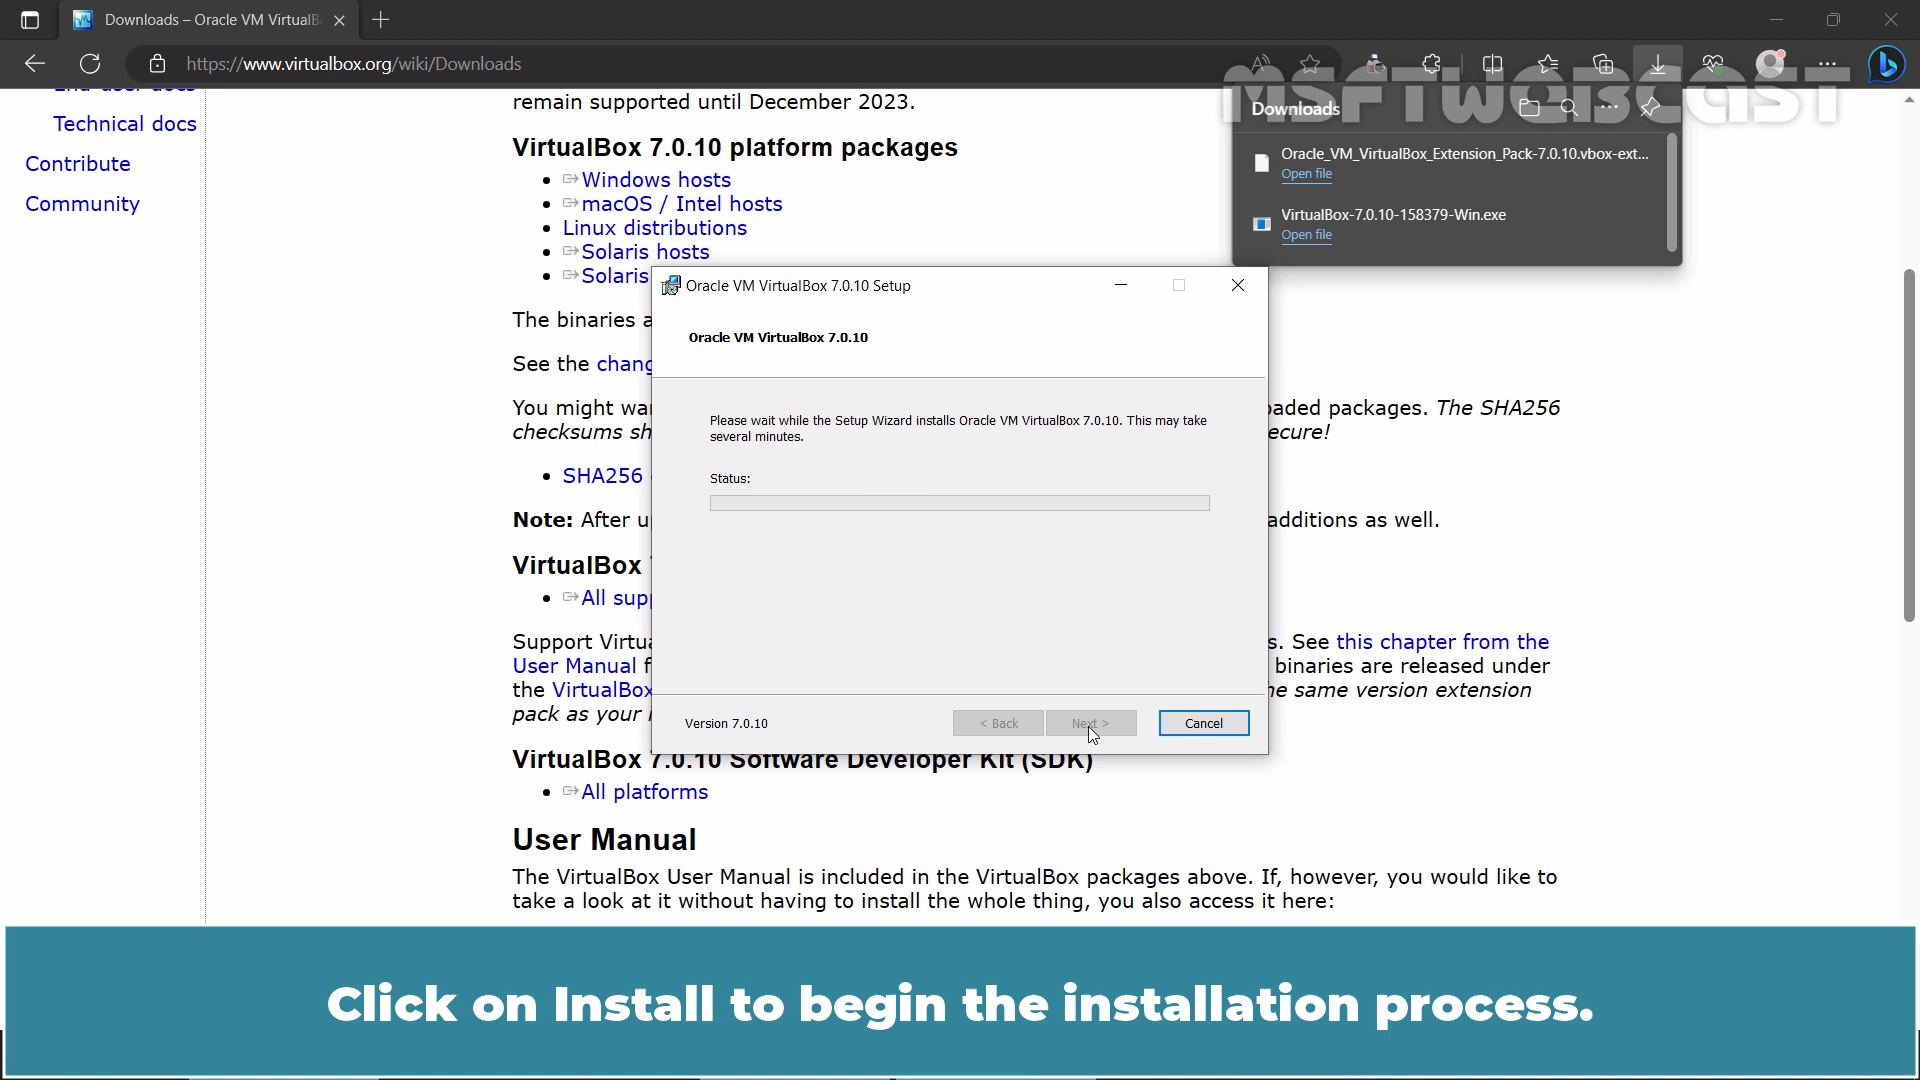 Downloads – Oracle VM VirtualB
https://www.virtualbox.org/wiki/Downloads
MSFTWEBCAST
Downloads
Oracle_VM_VirtualBox_Extension_Pack-7.0.10.vbox-ext...
Open file
VirtualBox-7.0.10-158379-Win.exe
Open file
End-user docs
Technical docs
Contribute
Community
remain supported until December 2023.
VirtualBox 7.0.10 platform packages
Windows hosts
macOS / Intel hosts
Linux distributions
Solaris hosts
Solaris
The binaries a
See the chang
You might wa
oaded packages. The SHA256
checksums sh
ecure!
SHA256
Note: After u
additions as well.
VirtualBox
All supp
Support Virtua
s. See this chapter from the
User Manual f
binaries are released under
the VirtualBox
he same version extension
pack as your i
VirtualBox 7.0.10 Software Developer Kit (SDK)
All platforms
User Manual
The VirtualBox User Manual is included in the VirtualBox packages above. If, however, you would like to
take a look at it without having to install the whole thing, you also access it here:
Oracle VM VirtualBox 7.0.10 Setup
Oracle VM VirtualBox 7.0.10
Please wait while the Setup Wizard installs Oracle VM VirtualBox 7.0.10. This may take
several minutes.
Status:
Version 7.0.10
< Back
Next >
Cancel
Click on Install to begin the installation process.